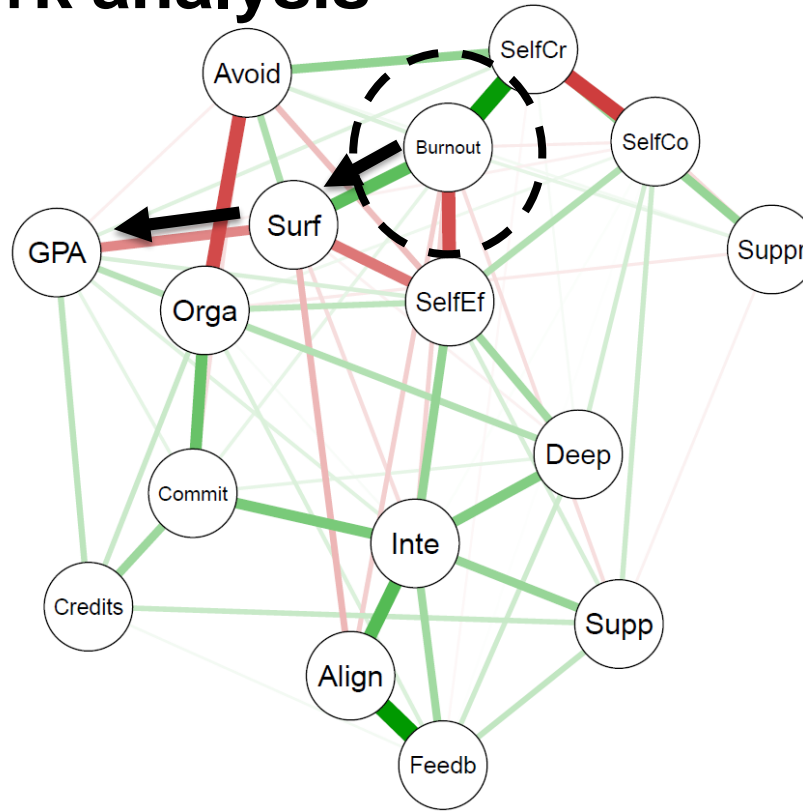 rk analysis
SelfCr
Avoid
Burnout
SelfCo
Surf
GPA
Suppr
SelfEf
Orga
Deep
Commit
Inte
Credits
Supp
Align
Feedb